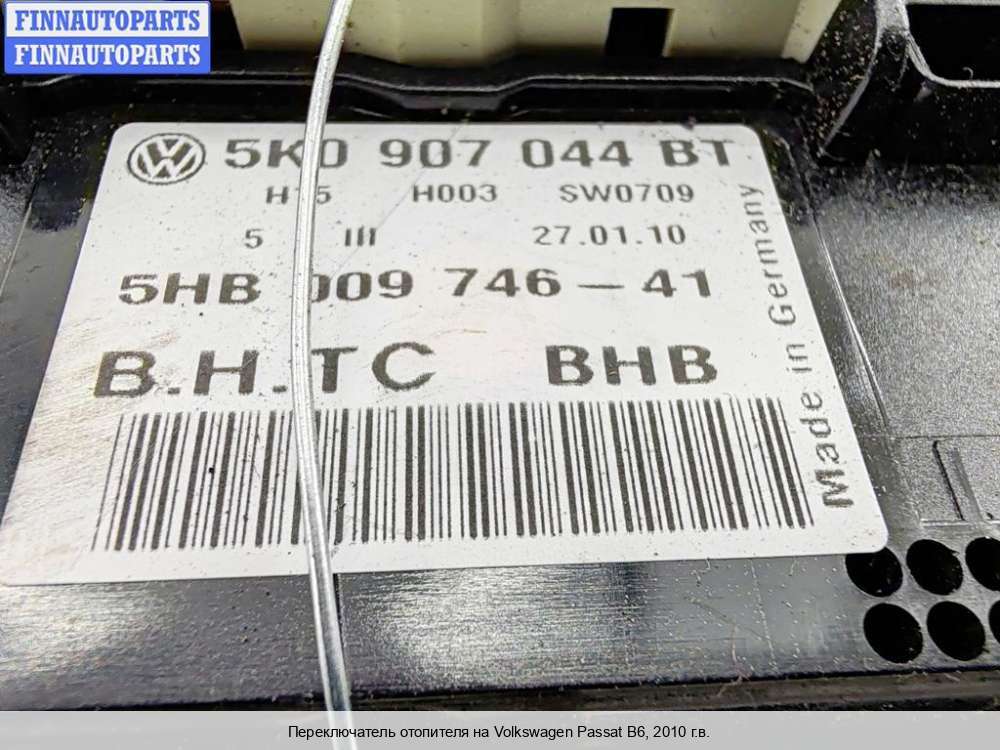 FINNAUTOPARTS
FINNAUTOPARTS
5K0 907 044 BT
H15 H003 SW0709
5 III 27.01.10
5HB 009 746-41
B.H.TC BHB
Made in Germany
Переключатель отопителя на Volkswagen Passat B6, 2010 г.в.